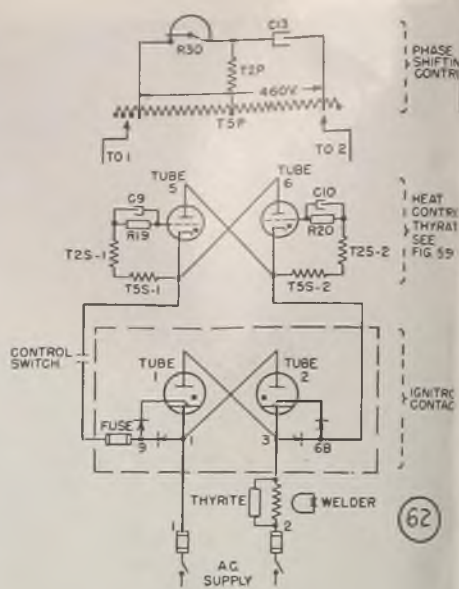 C13
R30
T2P
460V.
T5P
TO 1
TO 2
PHASE
SHIFTIN
CONTR
TUBE
5
TUBE
6
C9
R19
C10
R20
T2S-1
T5S-1
T5S-2
T2S-2
HEAT
CONTR
THYRAT
SEE
FIG. 59
CONTROL
SWITCH
TUBE
1
TUBE
2
FUSE
9
1
3
6B
IGNITRO
CONTAC
THYRITE
WELDER
1
2
62
A.C.
SUPPLY